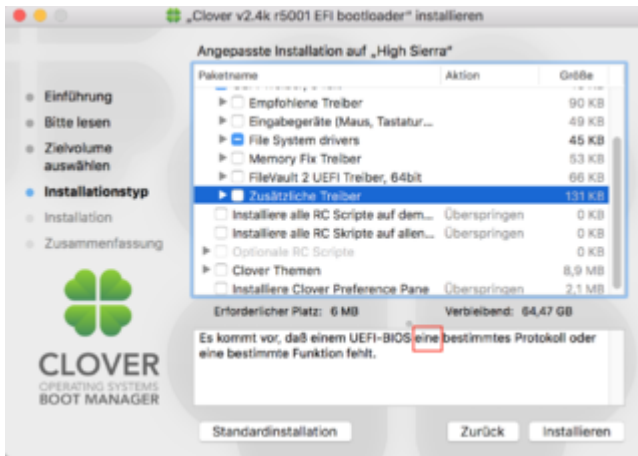 „Clover v2.4k r5001 EFI bootloader“ installieren
Angepasste Installation auf „High Sierra“
Paketname Aktion Größe
Einführung
Bitte lesen
Zielvolume
auswählen
Installationstyp
Installation
Zusammenfassung
Empfohlene Treiber 90 KB
Eingabegeräte (Maus, Tastatur... 49 KB
File System drivers 45 KB
Memory Fix Treiber 53 KB
FileVault 2 UEFI Treiber, 64bit 66 KB
Zusätzliche Treiber 131 KB
Installiere alle RC Scripte auf dem... Überspringen 0 KB
Installiere alle RC Skripte auf allen... Überspringen 0 KB
Optionale RC Scripte 0 KB
Clover Themen 8,9 MB
Installiere Clover Preference Pane Überspringen 2,1 MB
Erforderlicher Platz: 6 MB Verbleibend: 64,47 GB
Es kommt vor, daß einem UEFI-BIOS eine bestimmtes Protokoll oder
eine bestimmte Funktion fehlt.
CLOVER
OPERATING SYSTEMS
BOOT MANAGER
Standardinstallation Zurück Installieren